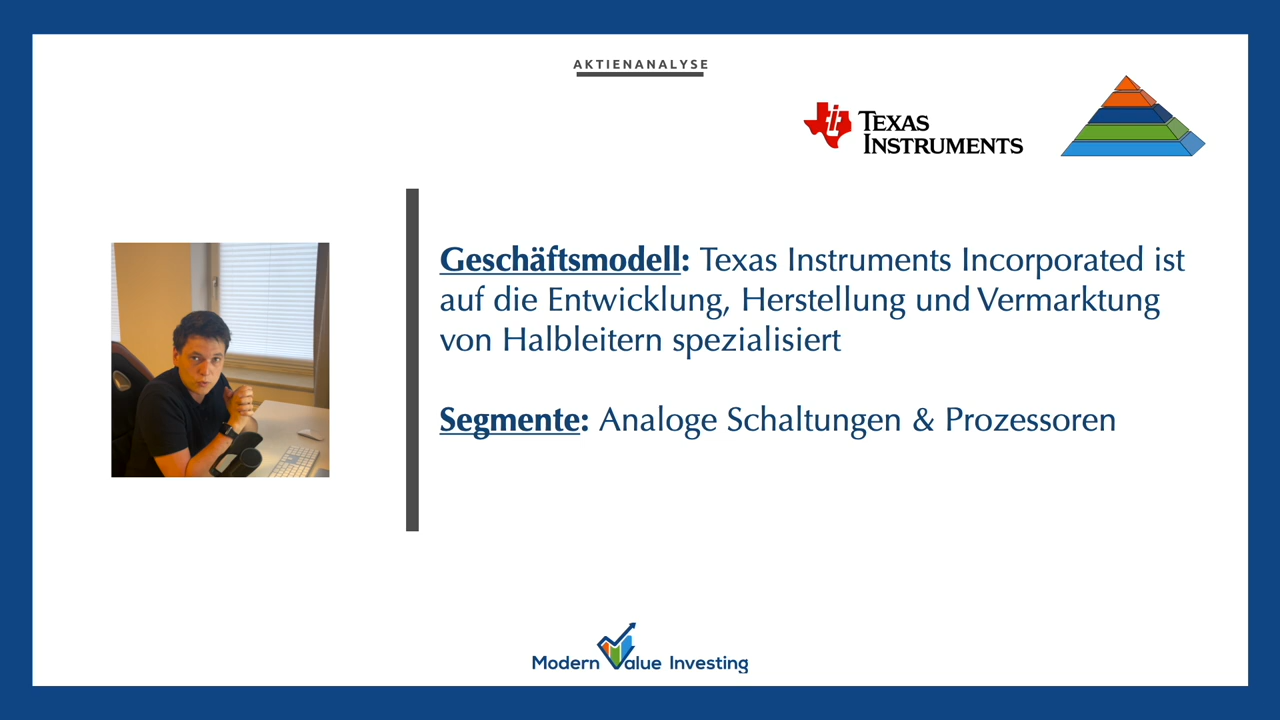 AKTIENANALYSE
TEXAS
INSTRUMENTS
Geschäftsmodell: Texas Instruments Incorporated ist
auf die Entwicklung, Herstellung und Vermarktung
von Halbleitern spezialisiert
Segmente: Analoge Schaltungen & Prozessoren
Modern Value Investing